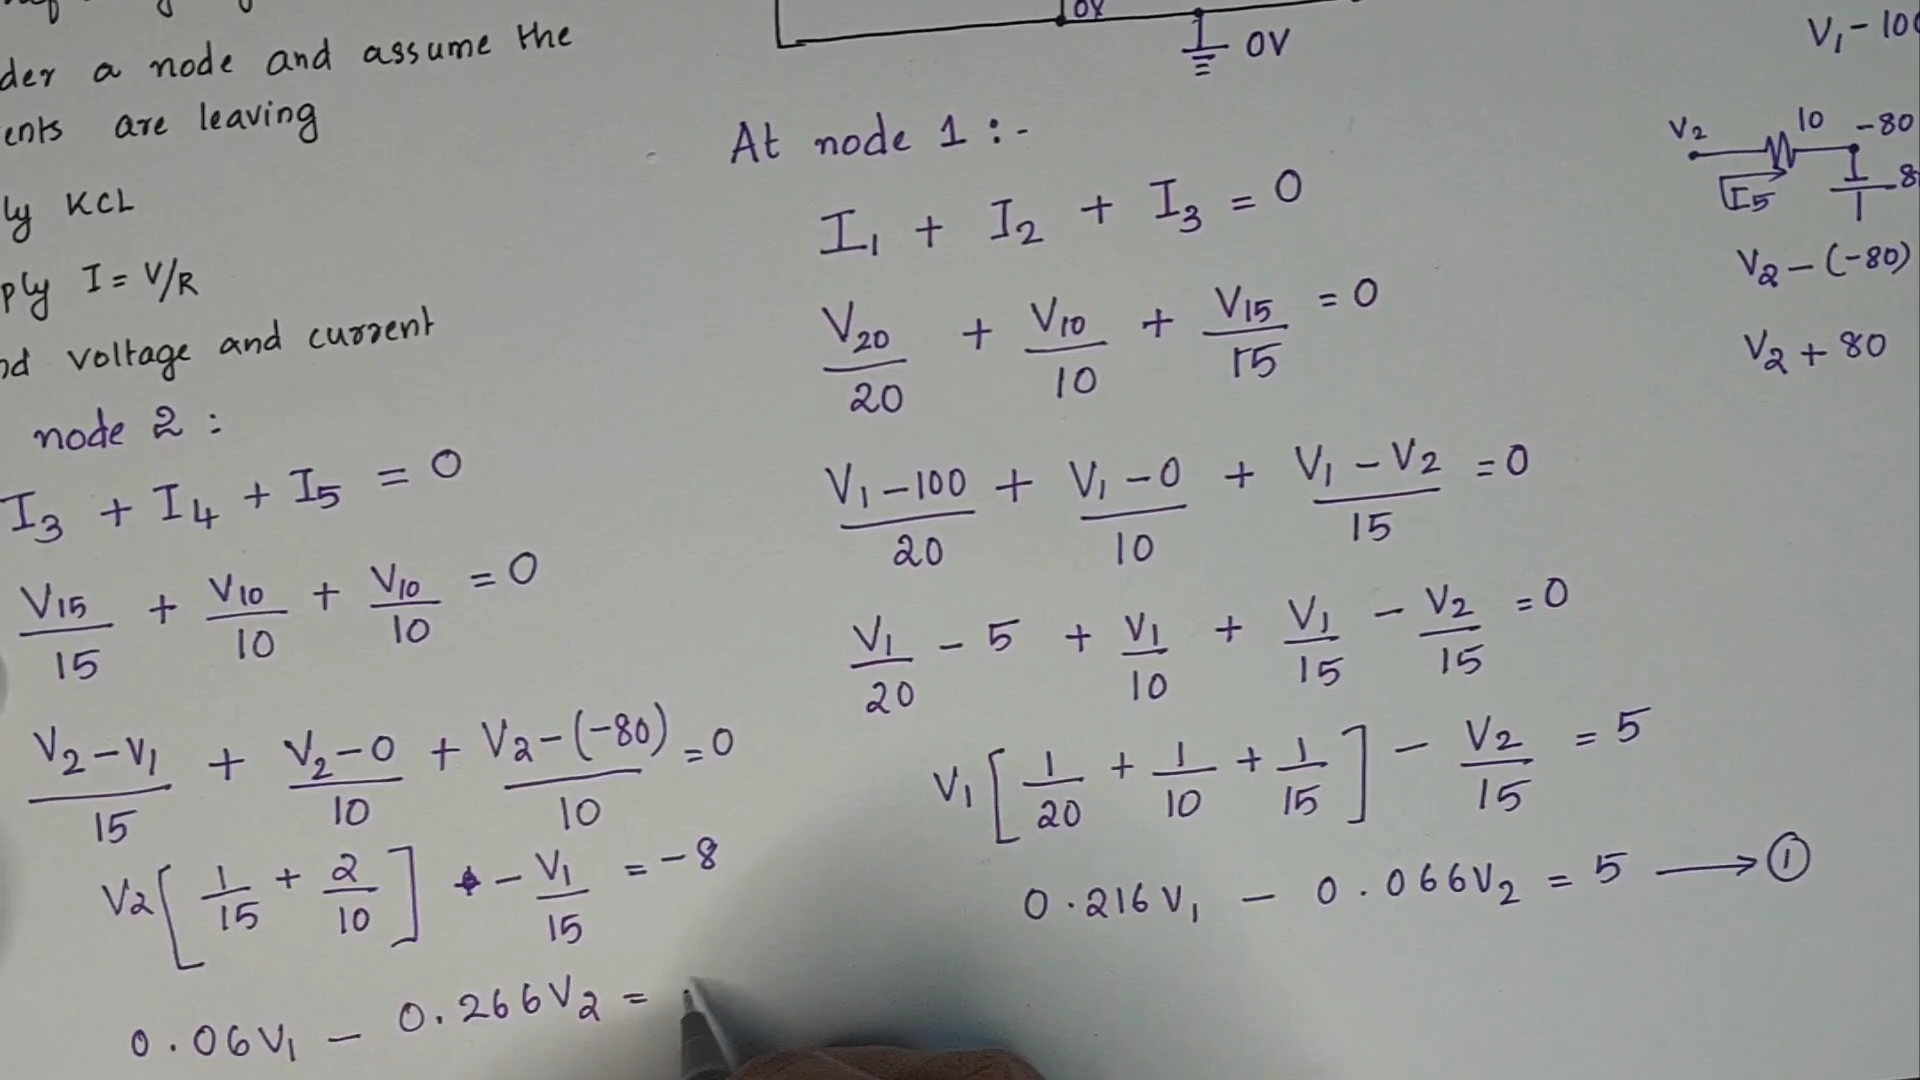 der a node and assume the
ents are leaving
ly KCL
ply I = V/R
nd voltage and current
node 2 :
I3 + I4 + I5 = 0
V15/15 + V10/10 + V10/10 = 0
V2-V1/15 + V2-0/10 + V2-(-80)/10 = 0
V2[1/15 + 2/10] - V1/15 = -8
0.06V1 - 0.266V2 =
0V
At node 1 :-
I1 + I2 + I3 = 0
V20/20 + V10/10 + V15/15 = 0
V1-100/20 + V1-0/10 + V1-V2/15 = 0
V1/20 - 5 + V1/10 + V1/15 - V2/15 = 0
V1[1/20 + 1/10 + 1/15] - V2/15 = 5
0.216V1 - 0.066V2 = 5 → ①
V1-100
V2 10 -80
I5 -8
V2-(-80)
V2+80